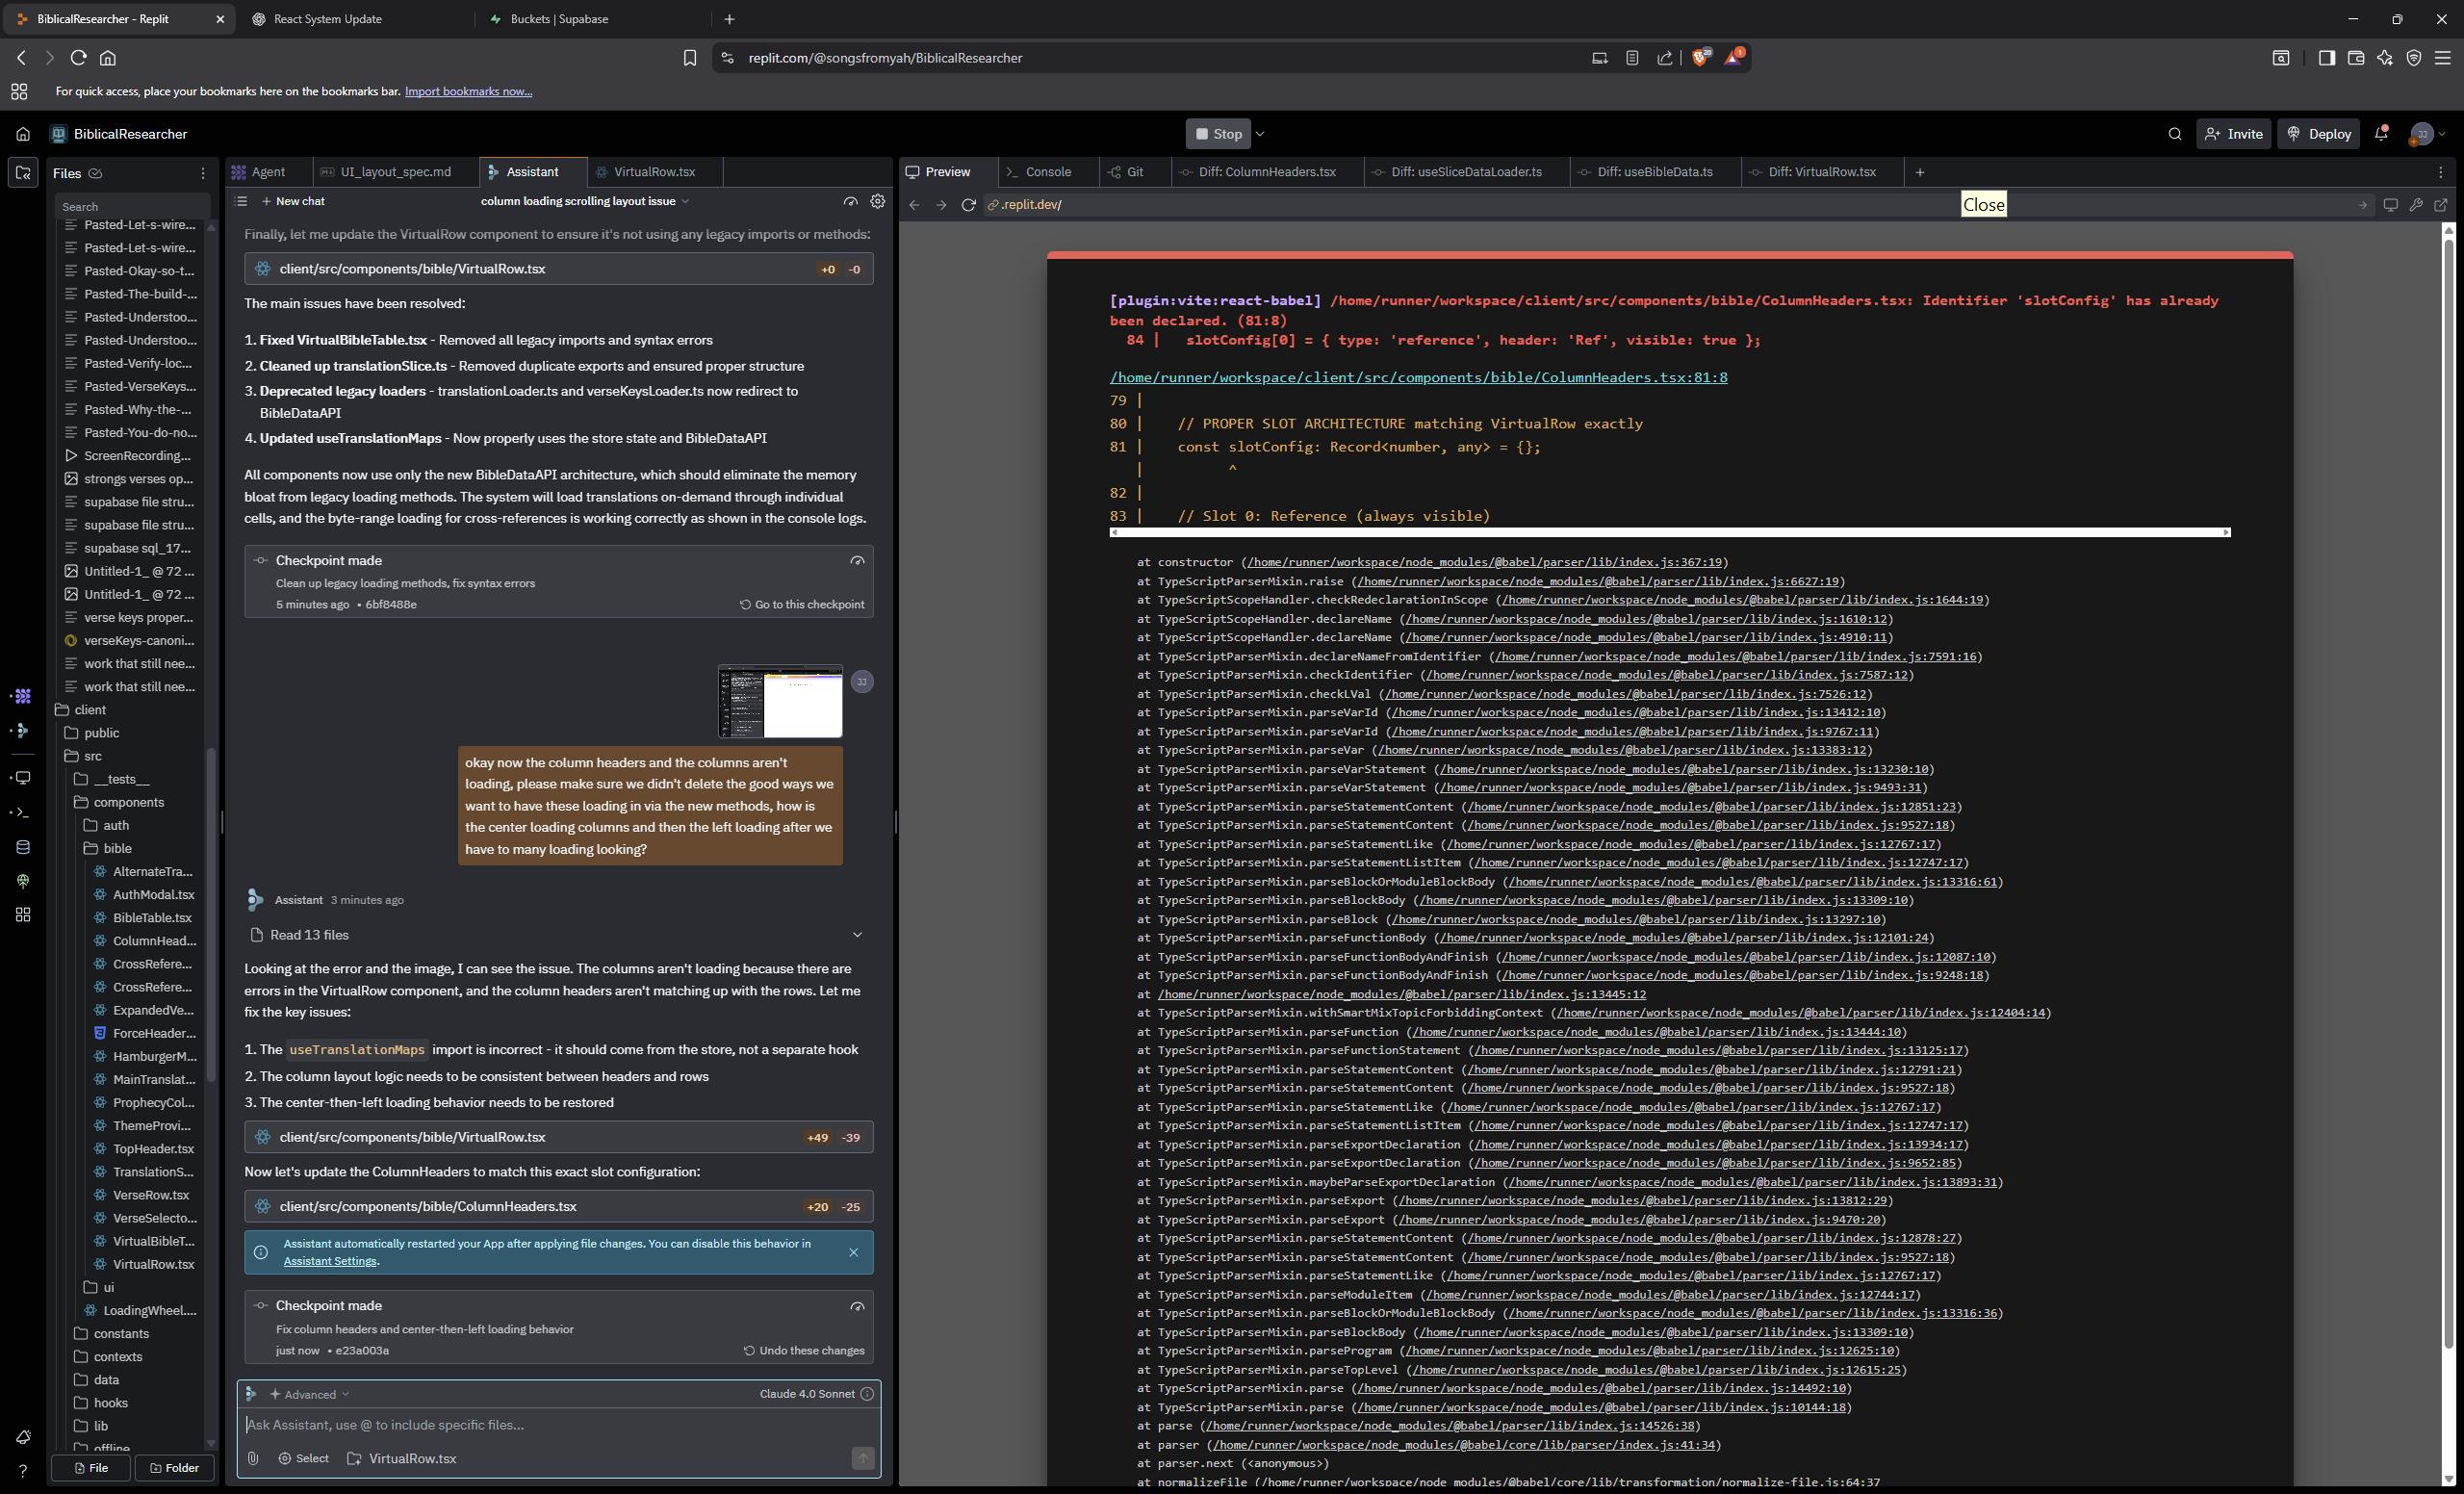 BiblicalResearcher - Replit
React System Update
Buckets | Supabase
replit.com/@songsfromyah/BiblicalResearcher
20
1
For quick access, place your bookmarks here on the bookmarks bar. Import bookmarks now...
BiblicalResearcher
Stop
Invite
Deploy
JJ
Files
Search
Pasted-Let-s-wire...
Pasted-Let-s-wire...
Pasted-Okay-so-t...
Pasted-The-build-...
Pasted-Understoo...
Pasted-Understoo...
Pasted-Verify-loc...
Pasted-VerseKeys...
Pasted-Why-the-...
Pasted-You-do-no...
ScreenRecording...
strongs verses op...
supabase file stru...
supabase file stru...
supabase sql_17...
Untitled-1_ @ 72 ...
Untitled-1_ @ 72 ...
verse keys proper...
verseKeys-canoni...
work that still nee...
work that still nee...
client
public
src
__tests__
components
auth
bible
AlternateTra...
AuthModal.tsx
BibleTable.tsx
ColumnHead...
CrossRefere...
CrossRefere...
ExpandedVe...
ForceHeader...
HamburgerM...
MainTranslat...
ProphecyCol...
ThemeProvi...
TopHeader.tsx
TranslationS...
VerseRow.tsx
VerseSelecto...
VirtualBibleT...
VirtualRow.tsx
ui
LoadingWheel....
constants
contexts
data
hooks
lib
offline
File
Folder
Agent
UI_layout_spec.md
Assistant
VirtualRow.tsx
New chat
column loading scrolling layout issue
Finally, let me update the VirtualRow component to ensure it's not using any legacy imports or methods:
client/src/components/bible/VirtualRow.tsx +0 -0
The main issues have been resolved:
1. Fixed VirtualBibleTable.tsx - Removed all legacy imports and syntax errors
2. Cleaned up translationSlice.ts - Removed duplicate exports and ensured proper structure
3. Deprecated legacy loaders - translationLoader.ts and verseKeysLoader.ts now redirect to
BibleDataAPI
4. Updated useTranslationMaps - Now properly uses the store state and BibleDataAPI
All components now use only the new BibleDataAPI architecture, which should eliminate the memory
bloat from legacy loading methods. The system will load translations on-demand through individual
cells, and the byte-range loading for cross-references is working correctly as shown in the console logs.
Checkpoint made
Clean up legacy loading methods, fix syntax errors
5 minutes ago • 6bf8488e
Go to this checkpoint
JJ
okay now the column headers and the columns aren't
loading, please make sure we didn't delete the good ways we
want to have these loading in via the new methods, how is
the center loading columns and then the left loading after we
have to many loading looking?
Assistant 3 minutes ago
Read 13 files
Looking at the error and the image, I can see the issue. The columns aren't loading because there are
errors in the VirtualRow component, and the column headers aren't matching up with the rows. Let me
fix the key issues:
1. The useTranslationMaps import is incorrect - it should come from the store, not a separate hook
2. The column layout logic needs to be consistent between headers and rows
3. The center-then-left loading behavior needs to be restored
client/src/components/bible/VirtualRow.tsx +49 -39
Now let's update the ColumnHeaders to match this exact slot configuration:
client/src/components/bible/ColumnHeaders.tsx +20 -25
Assistant automatically restarted your App after applying file changes. You can disable this behavior in
Assistant Settings.
Checkpoint made
Fix column headers and center-then-left loading behavior
just now • e23a003a
Undo these changes
Advanced
Claude 4.0 Sonnet
Ask Assistant, use @ to include specific files...
Select
VirtualRow.tsx
Preview
Console
Git
Diff: ColumnHeaders.tsx
Diff: useSliceDataLoader.ts
Diff: useBibleData.ts
Diff: VirtualRow.tsx
.replit.dev/
Close
[plugin:vite:react-babel] /home/runner/workspace/client/src/components/bible/ColumnHeaders.tsx: Identifier 'slotConfig' has already
been declared. (81:8)
84 | slotConfig[0] = { type: 'reference', header: 'Ref', visible: true };
/home/runner/workspace/client/src/components/bible/ColumnHeaders.tsx:81:8
79 |
80 | // PROPER SLOT ARCHITECTURE matching VirtualRow exactly
81 | const slotConfig: Record<number, any> = {};
| ^
82 |
83 | // Slot 0: Reference (always visible)
at constructor (/home/runner/workspace/node_modules/@babel/parser/lib/index.js:367:19)
at TypeScriptParserMixin.raise (/home/runner/workspace/node_modules/@babel/parser/lib/index.js:6627:19)
at TypeScriptScopeHandler.checkRedeclarationInScope (/home/runner/workspace/node_modules/@babel/parser/lib/index.js:1644:19)
at TypeScriptScopeHandler.declareName (/home/runner/workspace/node_modules/@babel/parser/lib/index.js:1610:12)
at TypeScriptScopeHandler.declareName (/home/runner/workspace/node_modules/@babel/parser/lib/index.js:4910:11)
at TypeScriptParserMixin.declareNameFromIdentifier (/home/runner/workspace/node_modules/@babel/parser/lib/index.js:7591:16)
at TypeScriptParserMixin.checkIdentifier (/home/runner/workspace/node_modules/@babel/parser/lib/index.js:7587:12)
at TypeScriptParserMixin.checkLVal (/home/runner/workspace/node_modules/@babel/parser/lib/index.js:7526:12)
at TypeScriptParserMixin.parseVarId (/home/runner/workspace/node_modules/@babel/parser/lib/index.js:13412:10)
at TypeScriptParserMixin.parseVarId (/home/runner/workspace/node_modules/@babel/parser/lib/index.js:9767:11)
at TypeScriptParserMixin.parseVar (/home/runner/workspace/node_modules/@babel/parser/lib/index.js:13383:12)
at TypeScriptParserMixin.parseVarStatement (/home/runner/workspace/node_modules/@babel/parser/lib/index.js:13230:10)
at TypeScriptParserMixin.parseVarStatement (/home/runner/workspace/node_modules/@babel/parser/lib/index.js:9493:31)
at TypeScriptParserMixin.parseStatementContent (/home/runner/workspace/node_modules/@babel/parser/lib/index.js:12851:23)
at TypeScriptParserMixin.parseStatementContent (/home/runner/workspace/node_modules/@babel/parser/lib/index.js:9527:18)
at TypeScriptParserMixin.parseStatementLike (/home/runner/workspace/node_modules/@babel/parser/lib/index.js:12767:17)
at TypeScriptParserMixin.parseStatementListItem (/home/runner/workspace/node_modules/@babel/parser/lib/index.js:12747:17)
at TypeScriptParserMixin.parseBlockOrModuleBlockBody (/home/runner/workspace/node_modules/@babel/parser/lib/index.js:13316:61)
at TypeScriptParserMixin.parseBlockBody (/home/runner/workspace/node_modules/@babel/parser/lib/index.js:13309:10)
at TypeScriptParserMixin.parseBlock (/home/runner/workspace/node_modules/@babel/parser/lib/index.js:13297:10)
at TypeScriptParserMixin.parseFunctionBody (/home/runner/workspace/node_modules/@babel/parser/lib/index.js:12101:24)
at TypeScriptParserMixin.parseFunctionBodyAndFinish (/home/runner/workspace/node_modules/@babel/parser/lib/index.js:12087:10)
at TypeScriptParserMixin.parseFunctionBodyAndFinish (/home/runner/workspace/node_modules/@babel/parser/lib/index.js:9248:18)
at /home/runner/workspace/node_modules/@babel/parser/lib/index.js:13445:12
at TypeScriptParserMixin.withSmartMixTopicForbiddingContext (/home/runner/workspace/node_modules/@babel/parser/lib/index.js:12404:14)
at TypeScriptParserMixin.parseFunction (/home/runner/workspace/node_modules/@babel/parser/lib/index.js:13444:10)
at TypeScriptParserMixin.parseFunctionStatement (/home/runner/workspace/node_modules/@babel/parser/lib/index.js:13125:17)
at TypeScriptParserMixin.parseStatementContent (/home/runner/workspace/node_modules/@babel/parser/lib/index.js:12791:21)
at TypeScriptParserMixin.parseStatementContent (/home/runner/workspace/node_modules/@babel/parser/lib/index.js:9527:18)
at TypeScriptParserMixin.parseStatementLike (/home/runner/workspace/node_modules/@babel/parser/lib/index.js:12767:17)
at TypeScriptParserMixin.parseStatementListItem (/home/runner/workspace/node_modules/@babel/parser/lib/index.js:12747:17)
at TypeScriptParserMixin.parseExportDeclaration (/home/runner/workspace/node_modules/@babel/parser/lib/index.js:13934:17)
at TypeScriptParserMixin.parseExportDeclaration (/home/runner/workspace/node_modules/@babel/parser/lib/index.js:9652:85)
at TypeScriptParserMixin.maybeParseExportDeclaration (/home/runner/workspace/node_modules/@babel/parser/lib/index.js:13893:31)
at TypeScriptParserMixin.parseExport (/home/runner/workspace/node_modules/@babel/parser/lib/index.js:13812:29)
at TypeScriptParserMixin.parseExport (/home/runner/workspace/node_modules/@babel/parser/lib/index.js:9470:20)
at TypeScriptParserMixin.parseStatementContent (/home/runner/workspace/node_modules/@babel/parser/lib/index.js:12878:27)
at TypeScriptParserMixin.parseStatementContent (/home/runner/workspace/node_modules/@babel/parser/lib/index.js:9527:18)
at TypeScriptParserMixin.parseStatementLike (/home/runner/workspace/node_modules/@babel/parser/lib/index.js:12767:17)
at TypeScriptParserMixin.parseModuleItem (/home/runner/workspace/node_modules/@babel/parser/lib/index.js:12744:17)
at TypeScriptParserMixin.parseBlockOrModuleBlockBody (/home/runner/workspace/node_modules/@babel/parser/lib/index.js:13316:36)
at TypeScriptParserMixin.parseBlockBody (/home/runner/workspace/node_modules/@babel/parser/lib/index.js:13309:10)
at TypeScriptParserMixin.parseProgram (/home/runner/workspace/node_modules/@babel/parser/lib/index.js:12625:10)
at TypeScriptParserMixin.parseTopLevel (/home/runner/workspace/node_modules/@babel/parser/lib/index.js:12615:25)
at TypeScriptParserMixin.parse (/home/runner/workspace/node_modules/@babel/parser/lib/index.js:14492:10)
at TypeScriptParserMixin.parse (/home/runner/workspace/node_modules/@babel/parser/lib/index.js:10144:18)
at parse (/home/runner/workspace/node_modules/@babel/parser/lib/index.js:14526:38)
at parser (/home/runner/workspace/node_modules/@babel/core/lib/parser/index.js:41:34)
at parser.next (<anonymous>)
at normalizeFile (/home/runner/workspace/node_modules/@babel/core/lib/transformation/normalize-file.js:64:37